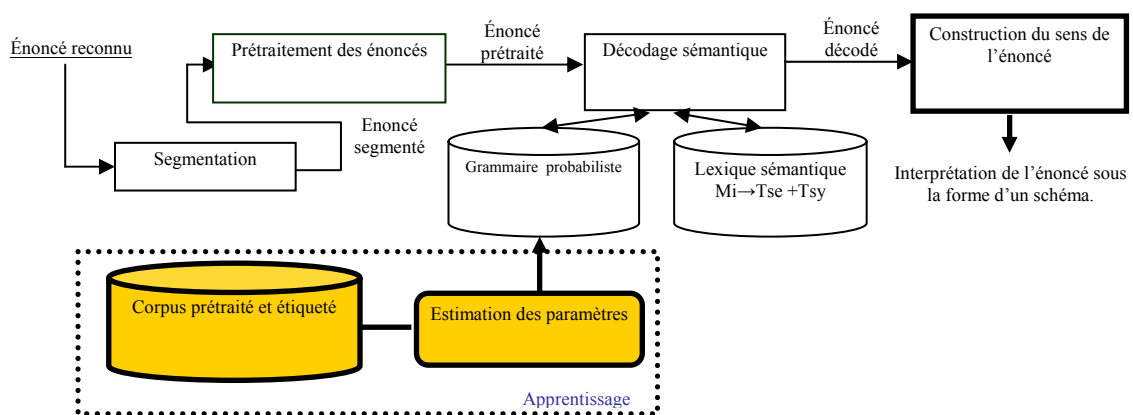 Énoncé reconnu
Prétraitement des énoncés
Énoncé
prétraité
Décodage sémantique
Énoncé
décodé
Construction du sens de
l'énoncé
Segmentation
Enoncé
segmenté
Grammaire probabiliste
Lexique sémantique
Mi→Tse +Tsy
Interprétation de l'énoncé sous
la forme d'un schéma.
Corpus prétraité et étiqueté
Estimation des paramètres
Apprentissage